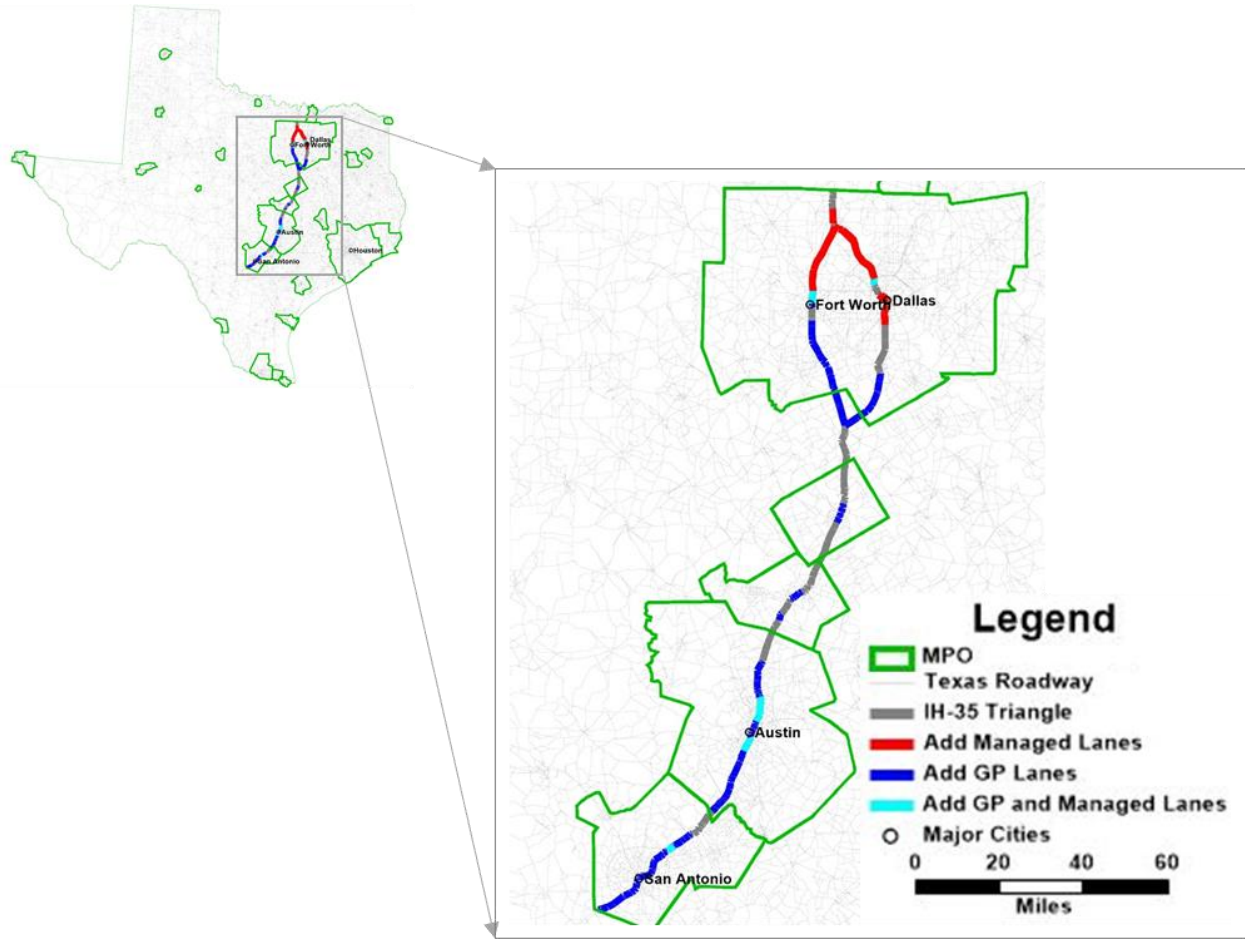 Dallas
Fort Worth
Austin
Houston
San Antonio
Fort Worth
Dallas
Austin
San Antonio
Legend
MPO
Texas Roadway
IH-35 Triangle
Add Managed Lanes
Add GP Lanes
Add GP and Managed Lanes
Major Cities
0 20 40 60
Miles